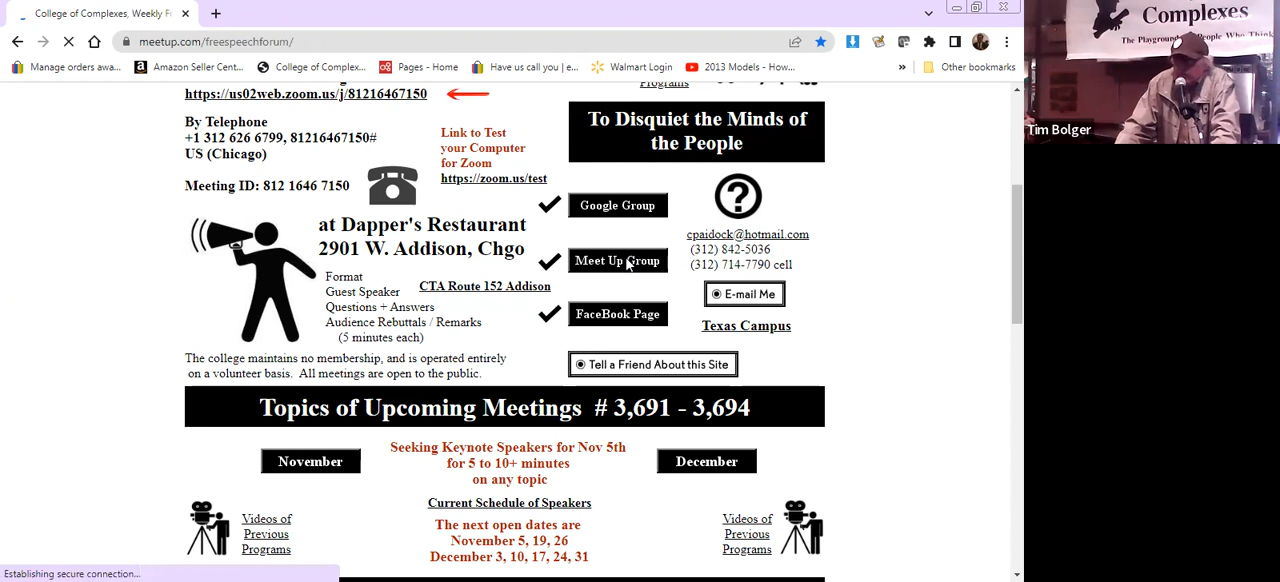 College of Complexes, Weekly F
meetup.com/freespeechforum/
Manage orders awa...
Amazon Seller Cent...
College of Complex...
Pages - Home
Have us call you | e...
Walmart Login
2013 Models - How...
»
Other bookmarks
https://us02web.zoom.us/j/81216467150
By Telephone
+1 312 626 6799, 81216467150#
US (Chicago)
Meeting ID: 812 1646 7150
Link to Test
your Computer
for Zoom
https://zoom.us/test
Programs
To Disquiet the Minds of
the People
Google Group
Meet Up Group
FaceBook Page
?
cpaidock@hotmail.com
(312) 842-5036
(312) 714-7790 cell
E-mail Me
Texas Campus
Tell a Friend About this Site
at Dapper's Restaurant
2901 W. Addison, Chgo
Format
Guest Speaker
Questions + Answers
Audience Rebuttals / Remarks
(5 minutes each)
CTA Route 152 Addison
The college maintains no membership, and is operated entirely
on a volunteer basis. All meetings are open to the public.
Topics of Upcoming Meetings # 3,691 - 3,694
November
Seeking Keynote Speakers for Nov 5th
for 5 to 10+ minutes
on any topic
December
Current Schedule of Speakers
Videos of
Previous
Programs
The next open dates are
November 5, 19, 26
December 3, 10, 17, 24, 31
Videos of
Previous
Programs
Establishing secure connection...
Complexes
The Playground
People Who Think
Tim Bolger